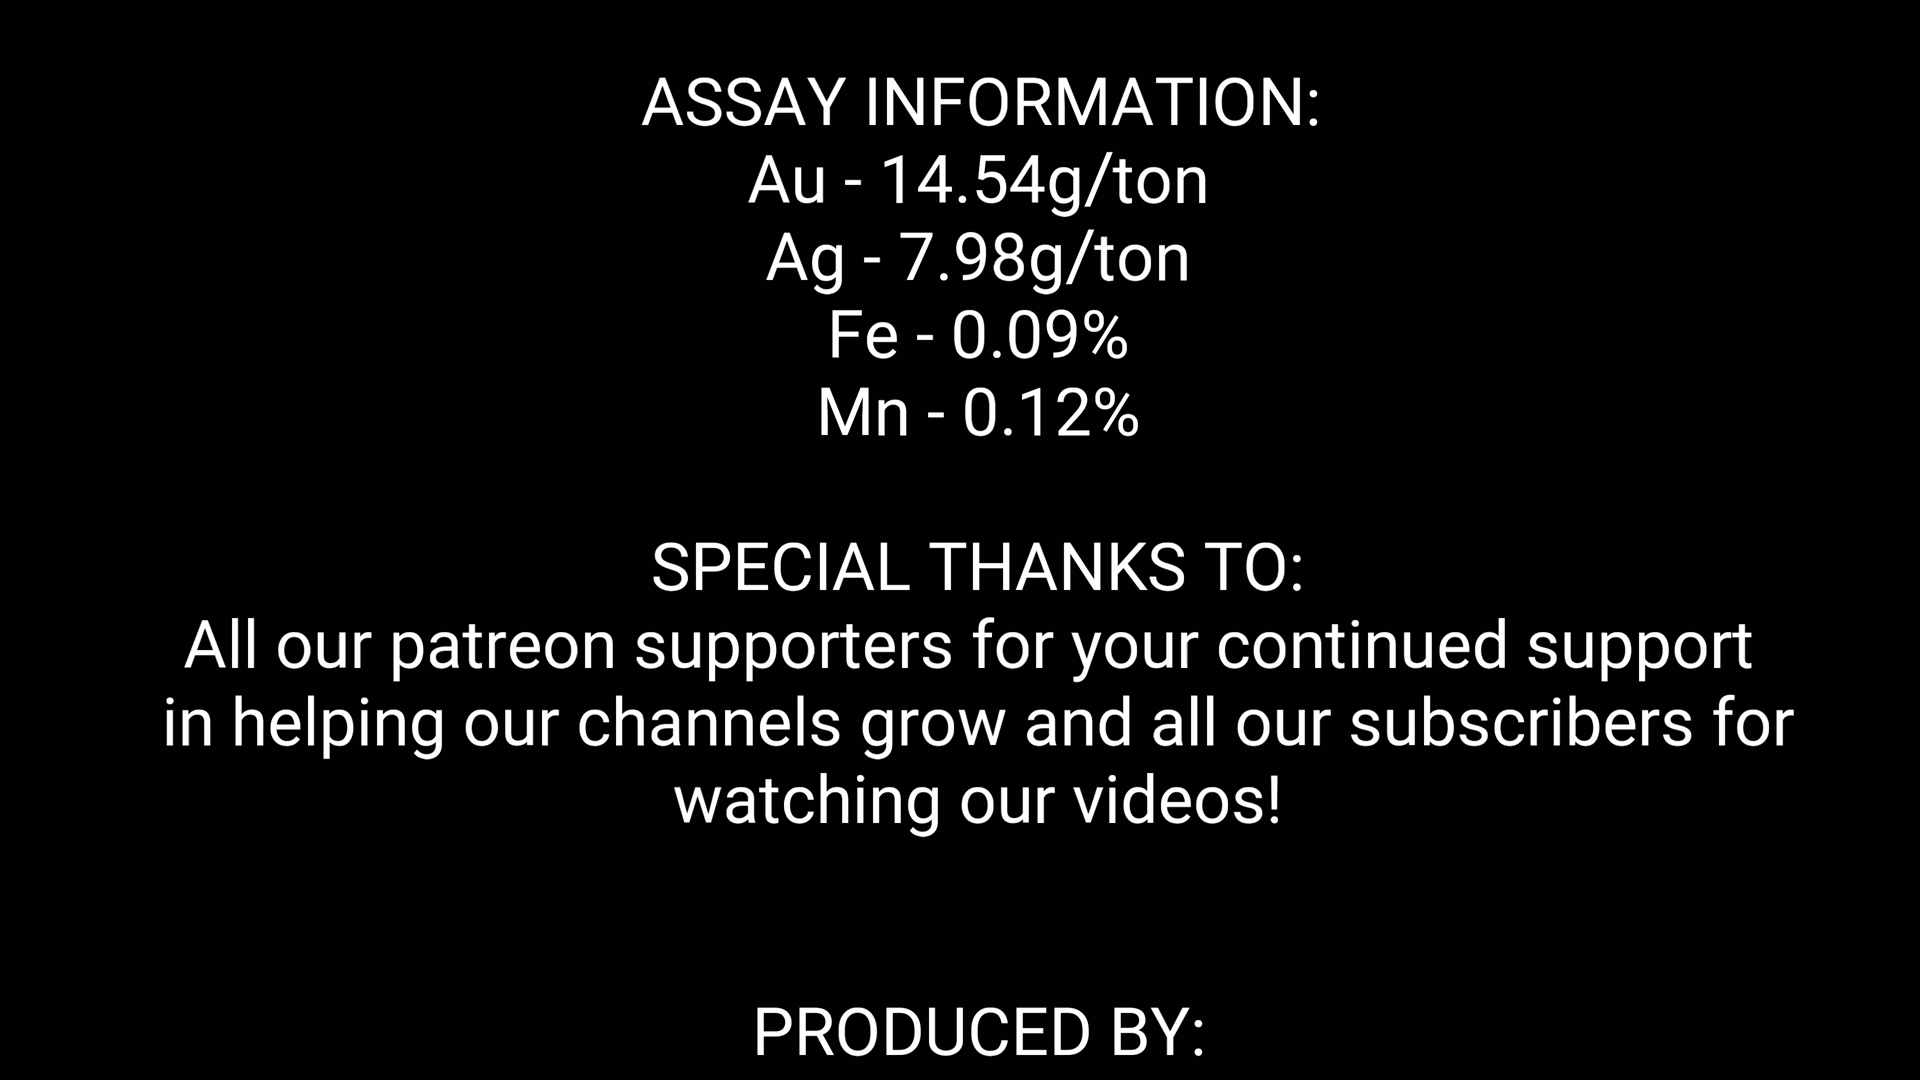 ASSAY INFORMATION:
Au - 14.54g/ton
Ag - 7.98g/ton
Fe - 0.09%
Mn - 0.12%
SPECIAL THANKS TO:
All our patreon supporters for your continued support
in helping our channels grow and all our subscribers for
watching our videos!
PRODUCED BY: